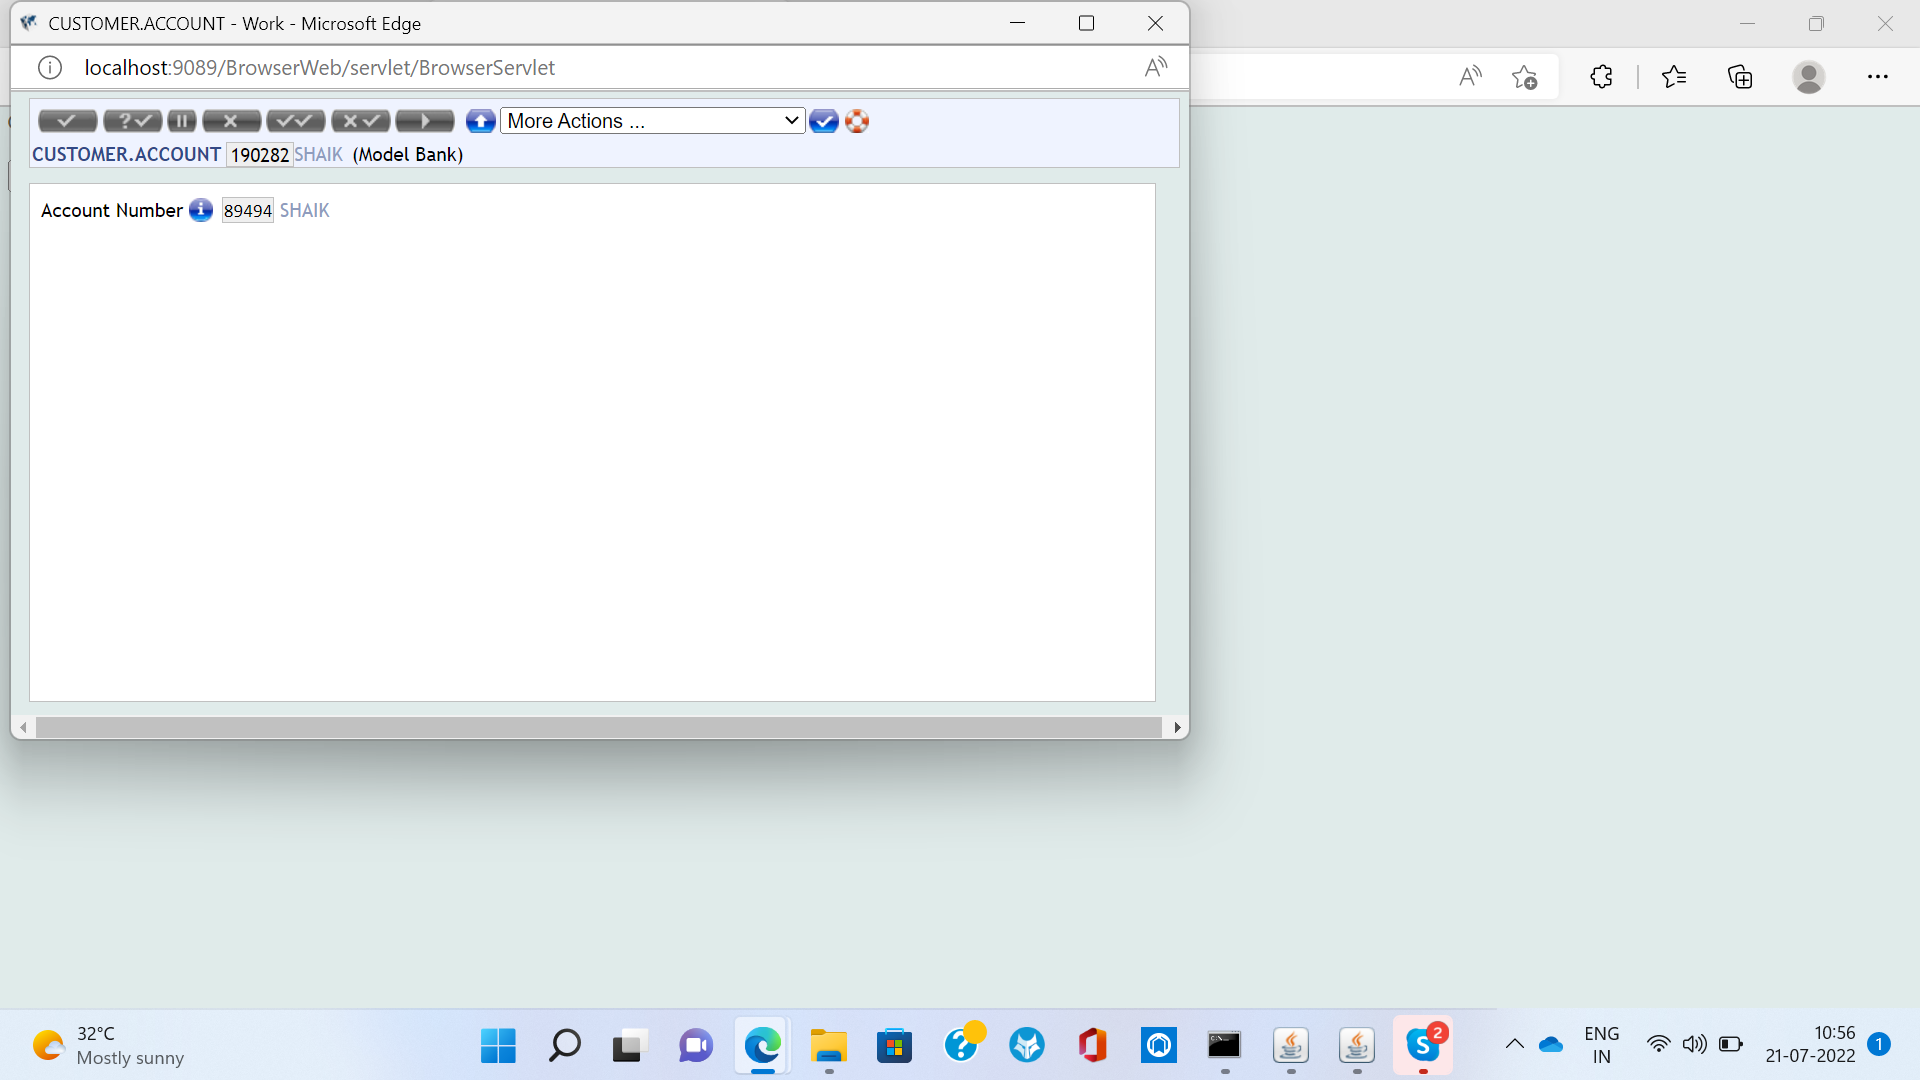 CUSTOMER.ACCOUNT - Work - Microsoft Edge
localhost:9089/BrowserWeb/servlet/BrowserServlet
More Actions ...
CUSTOMER.ACCOUNT 190282 SHAIK (Model Bank)
Account Number 89494 SHAIK
32°C
Mostly sunny
2
ENG
IN
10:56
21-07-2022
1